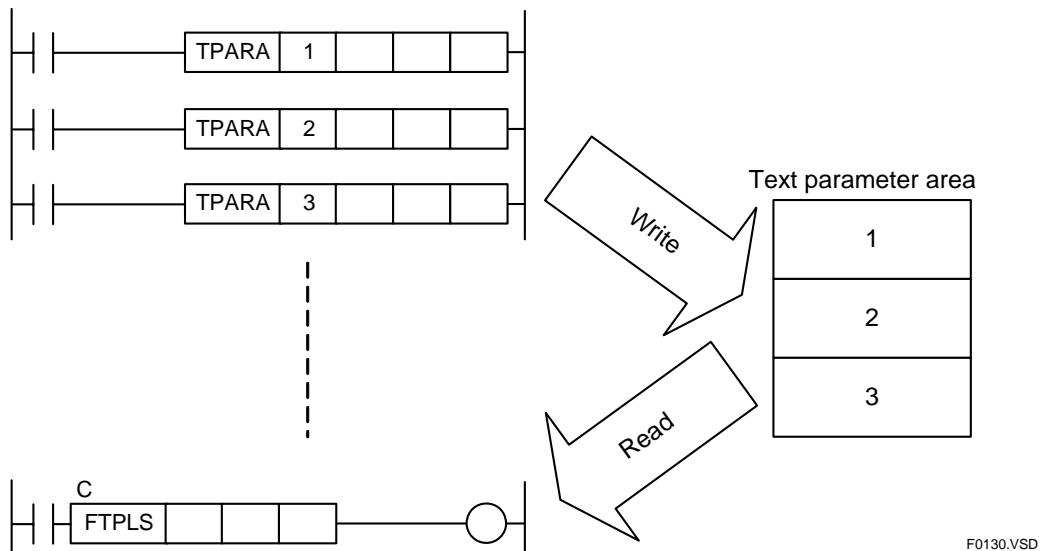 TPARA 1
TPARA 2
TPARA 3
Write
Text parameter area
1
2
3
Read
C
FTPLS
F0130.VSD